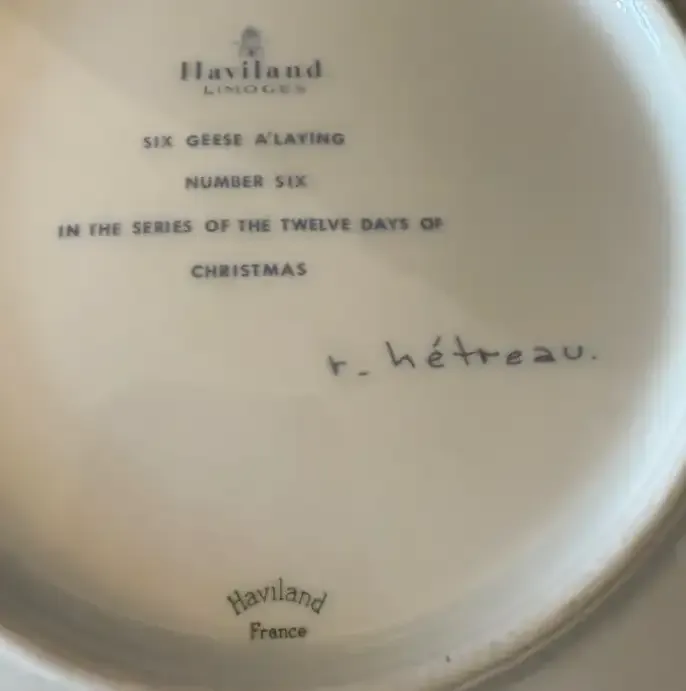 Haviland
LIMOGES
SIX GEESE A'LAYING
NUMBER SIX
IN THE SERIES OF THE TWELVE DAYS OF
CHRISTMAS
r. hétreau.
Haviland
France